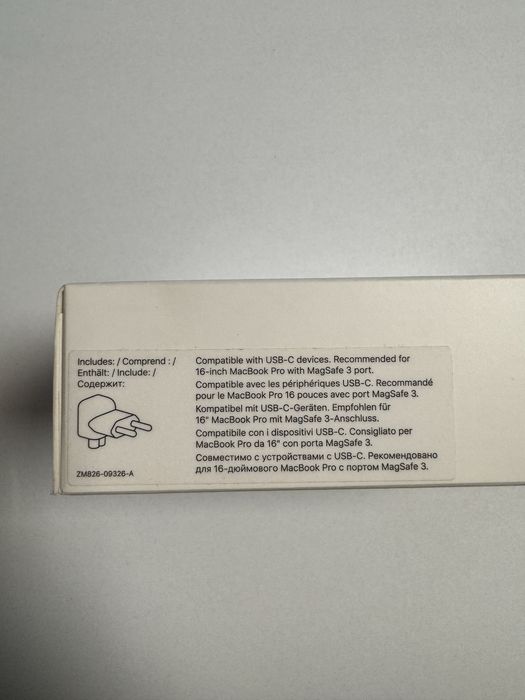 Includes: / Comprend : /
Enthält: / Include: /
Содержит:
ZM826-09326-A
Compatible with USB-C devices. Recommended for
16-inch MacBook Pro with MagSafe 3 port.
Compatible avec les périphériques USB-C. Recommandé
pour le MacBook Pro 16 pouces avec port MagSafe 3.
Kompatibel mit USB-C-Geräten. Empfohlen für
16" MacBook Pro mit MagSafe 3-Anschluss.
Compatibile con i dispositivi USB-C. Consigliato per
MacBook Pro da 16" con porta MagSafe 3.
Совместимо с устройствами с USB-C. Рекомендовано
для 16-дюймового MacBook Pro с портом MagSafe 3.